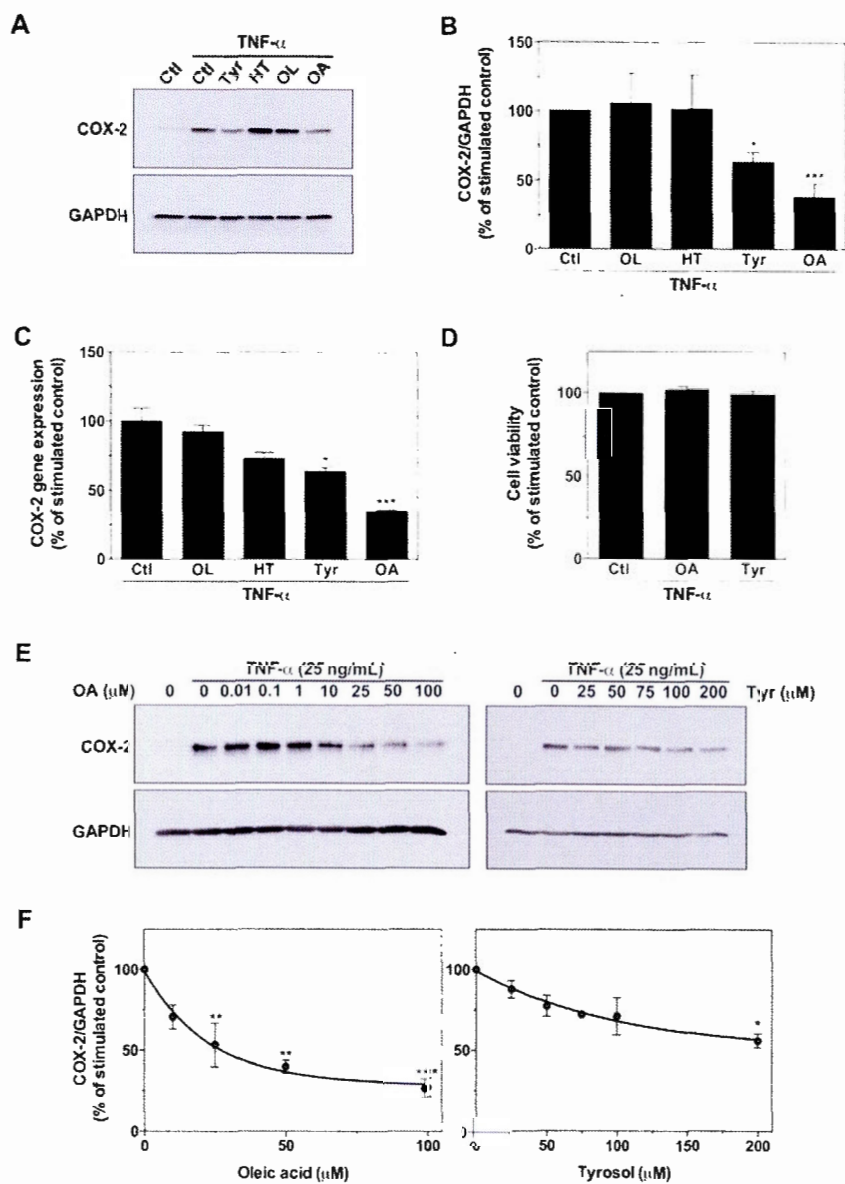 A
TNF-α
Ctl Ctl Tyr HT OL OA
COX-2
GAPDH
B
COX-2/GAPDH
(% of stimulated control)
150
100
50
0
*
***
Ctl OL HT Tyr OA
TNF-α
C
COX-2 gene expression
(% of stimulated control)
150
100
50
0
*
***
Ctl OL HT Tyr OA
TNF-α
D
Cell viability
(% of stimulated control)
100
50
0
Ctl OA Tyr
TNF-α
E
TNF-α (25 ng/mL)
OA (μM) 0 0 0.01 0.1 1 10 25 50 100
COX-2
GAPDH
TNF-α (25 ng/mL)
0 0 25 50 75 100 200 Tyr (μM)
F
COX-2/GAPDH
(% of stimulated control)
100
50
0
**
**
0 50 100
Oleic acid (μM)
100
50
0
*
50 100 150 200
Tyrosol (μM)